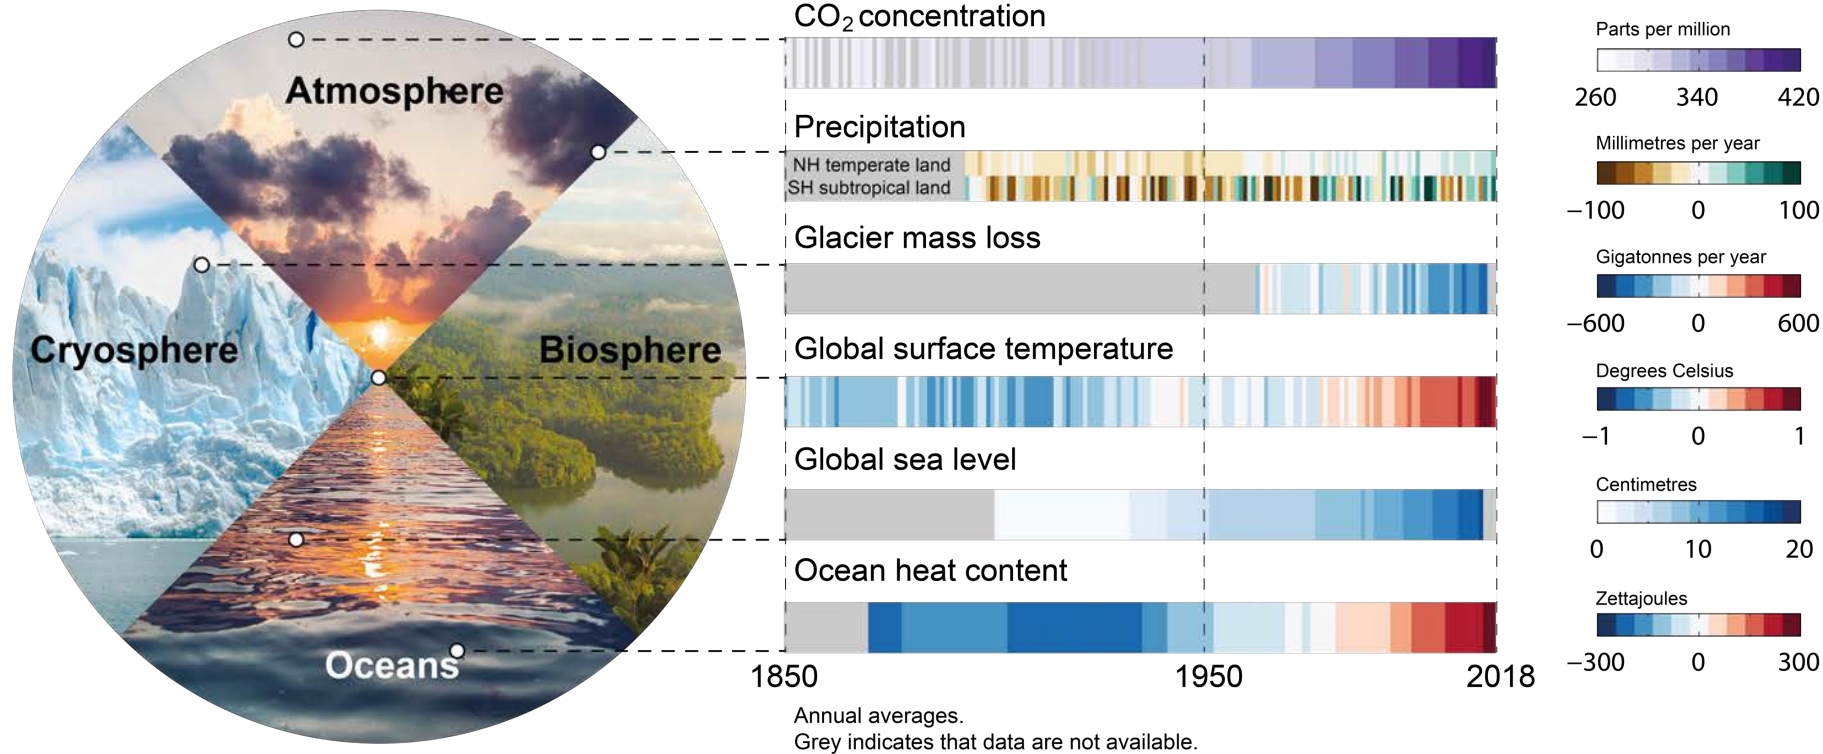 Atmosphere
Cryosphere
Biosphere
Oceans
CO₂ concentration
Parts per million
260 340 420
Precipitation
NH temperate land
SH subtropical land
Millimetres per year
−100 0 100
Glacier mass loss
Gigatonnes per year
−600 0 600
Global surface temperature
Degrees Celsius
−1 0 1
Global sea level
Centimetres
0 10 20
Ocean heat content
Zettajoules
−300 0 300
1850 1950 2018
Annual averages.
Grey indicates that data are not available.